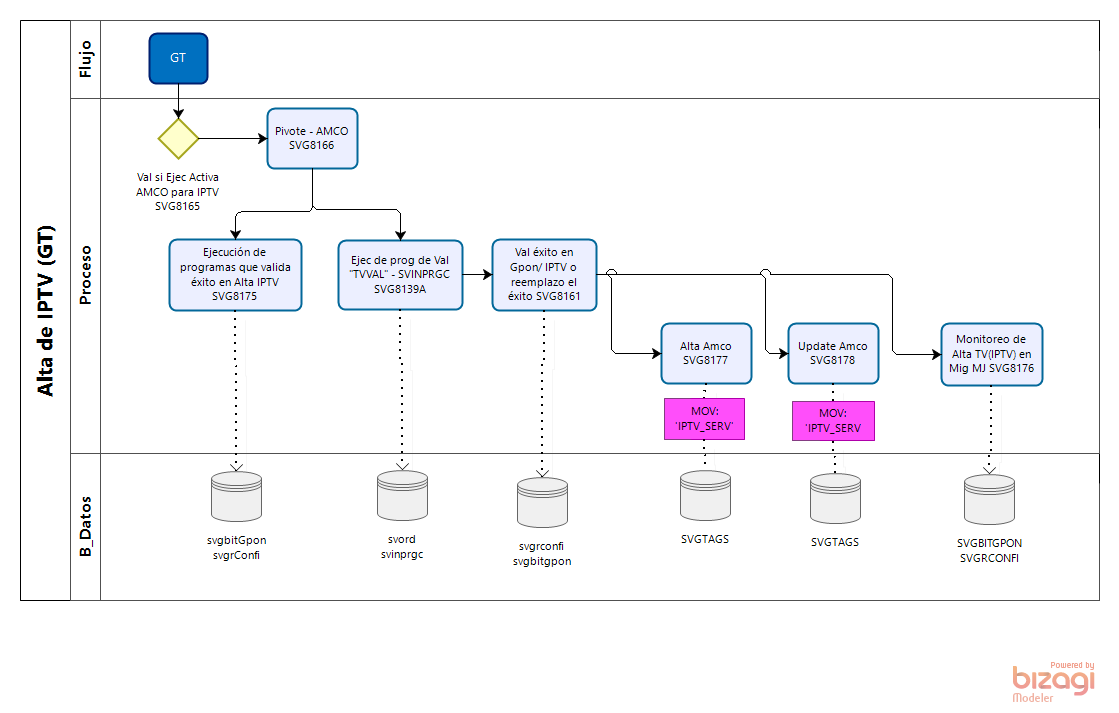 Alta de IPTV (GT)
Flujo
GT
Proceso
Val si Ejec Activa
AMCO para IPTV
SVG8165
Pivote - AMCO
SVG8166
Ejecución de
programas que valida
éxito en Alta IPTV
SVG8175
Ejec de prog de Val
"TVVAL" - SVINPRGC
SVG8139A
Val éxito en
Gpon/ IPTV o
reemplazo el
éxito SVG8161
Alta Amco
SVG8177
Update Amco
SVG8178
Monitoreo de
Alta TV(IPTV) en
Mig MJ SVG8176
MOV:
'IPTV_SERV'
MOV:
'IPTV_SERV
B_Datos
svgbitGpon
svgrConfi
svord
svinprgc
svgrconfi
svgbitgpon
SVGTAGS
SVGTAGS
SVGBITGPON
SVGRCONFI
Powered by
bizagi
Modeler